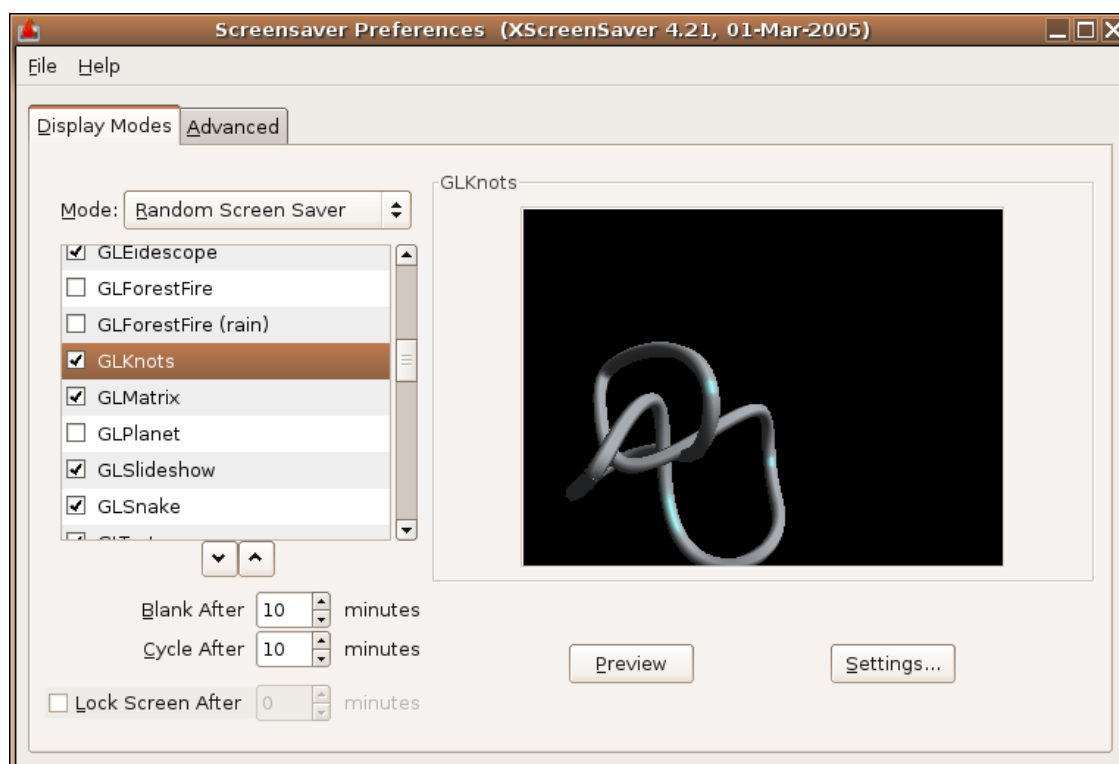 Screensaver Preferences (XScreenSaver 4.21, 01-Mar-2005)
File Help
Display Modes Advanced
GLKnots
Mode: Random Screen Saver
GLEidescope
GLForestFire
GLForestFire (rain)
GLKnots
GLMatrix
GLPlanet
GLSlideshow
GLSnake
Blank After 10 minutes
Cycle After 10 minutes
Preview Settings...
Lock Screen After 0 minutes